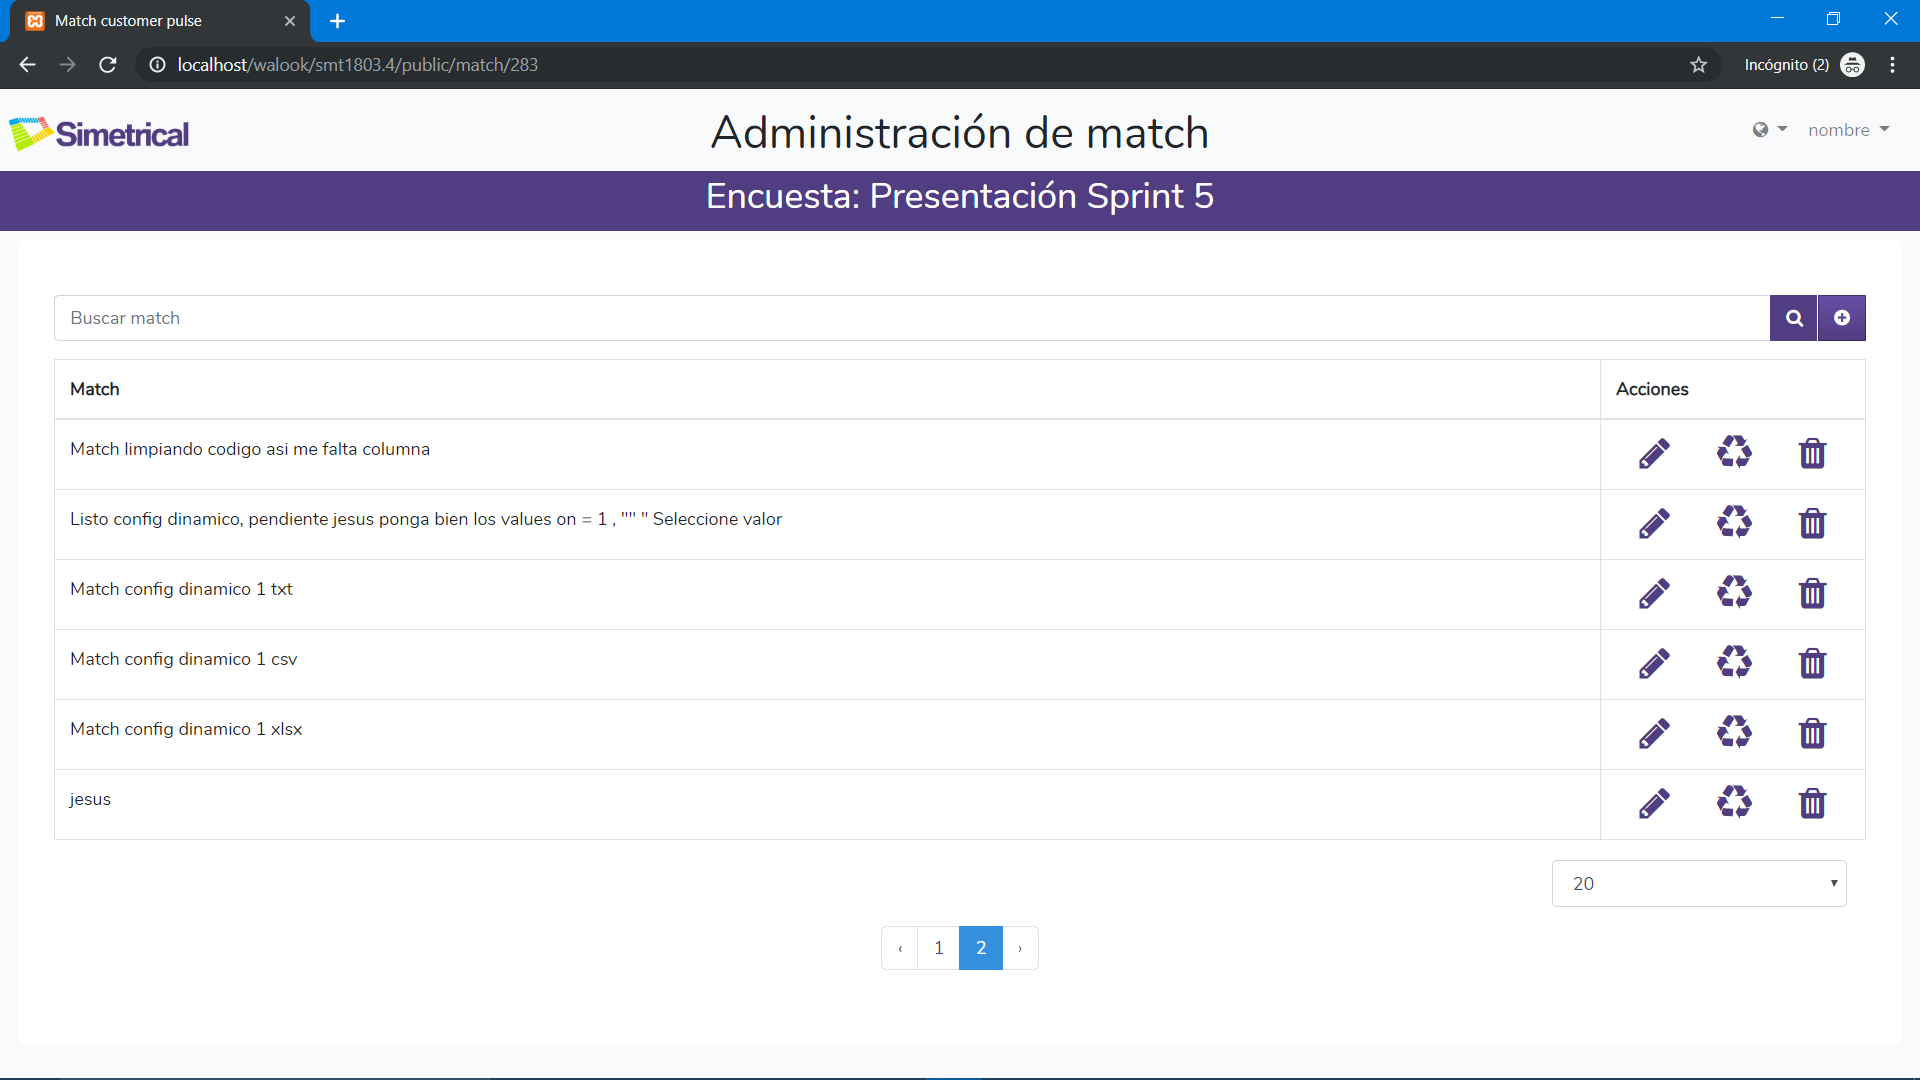 Match customer pulse
localhost/walook/smt1803.4/public/match/283
Incógnito (2)
Simetrical
Administración de match
nombre
Encuesta: Presentación Sprint 5
Buscar match
Match
Acciones
Match limpiando codigo asi me falta columna
Listo config dinamico, pendiente jesus ponga bien los values on = 1 , "" " Seleccione valor
Match config dinamico 1 txt
Match config dinamico 1 csv
Match config dinamico 1 xlsx
jesus
20
‹ 1 2 ›